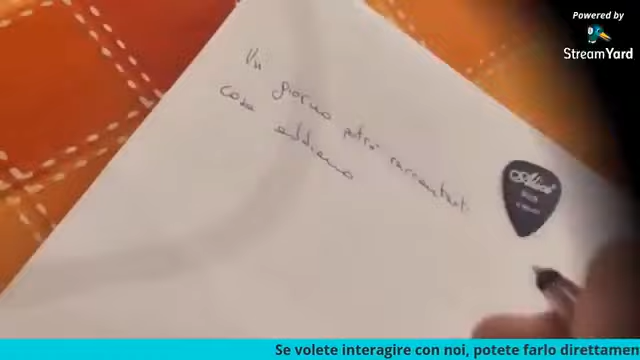 Powered by
StreamYard
Un giorno potrò raccontarti
cosa abbiamo
Alice
Se volete interagire con noi, potete farlo direttamen